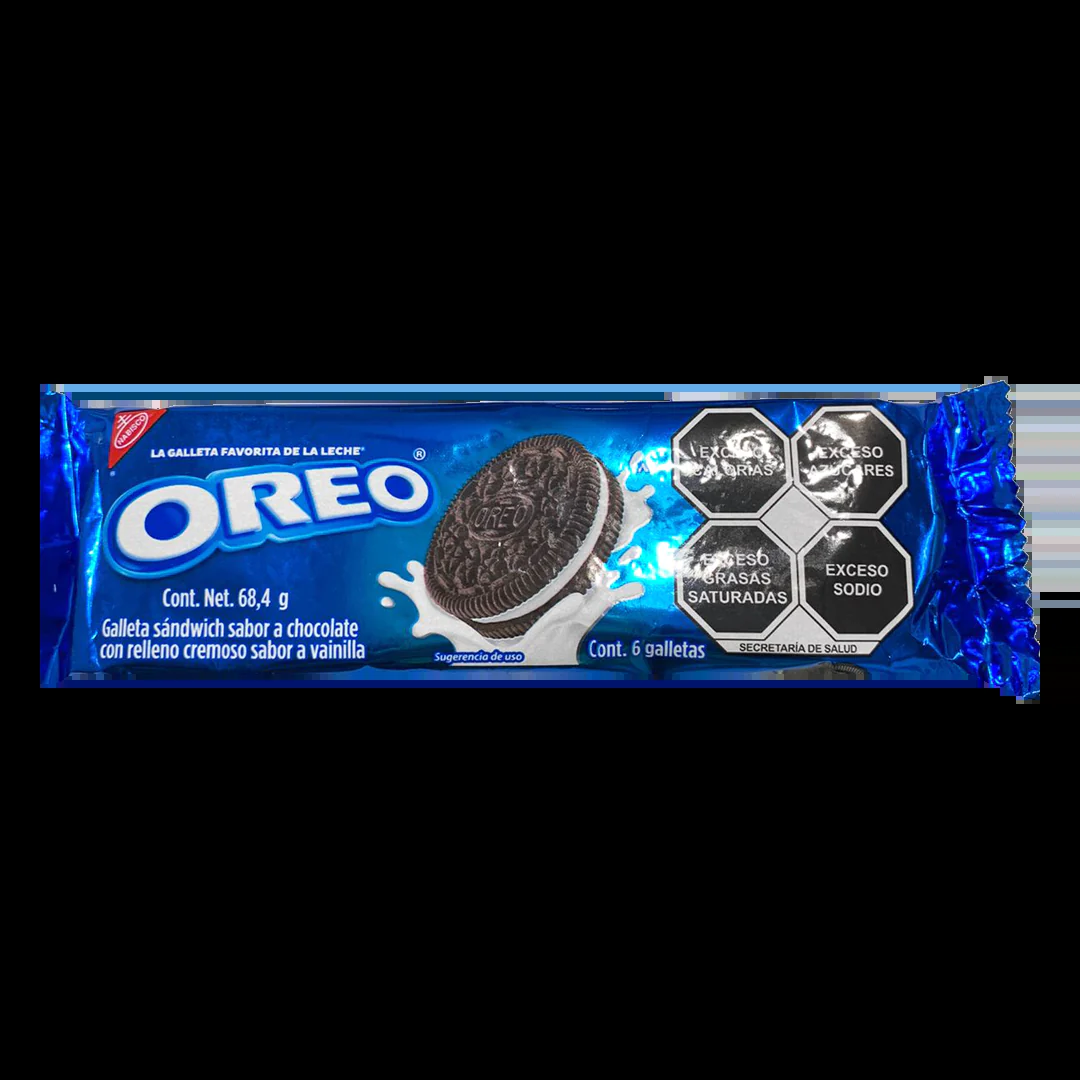 NABISCO
LA GALLETA FAVORITA DE LA LECHE®
OREO®
Cont. Net. 68,4 g
Galleta sándwich sabor a chocolate
con relleno cremoso sabor a vainilla
OREO
Sugerencia de uso
Cont. 6 galletas
EXCESO
CALORÍAS
EXCESO
AZÚCARES
EXCESO
GRASAS
SATURADAS
EXCESO
SODIO
SECRETARÍA DE SALUD